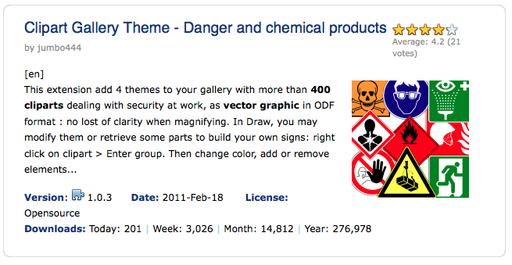 Clipart Gallery Theme - Danger and chemical products
by jumbo444
Average: 4.2 (21
votes)
[en]
This extension add 4 themes to your gallery with more than 400
cliparts dealing with security at work, as vector graphic in ODF
format : no lost of clarity when magnifying. In Draw, you may
modify them or retrieve some parts to build your own signs: right
click on clipart > Enter group. Then change color, add or remove
elements...
Version: 1.0.3 Date: 2011-Feb-18 License:
Opensource
Downloads: Today: 201 | Week: 3,026 | Month: 14,812 | Year: 276,978